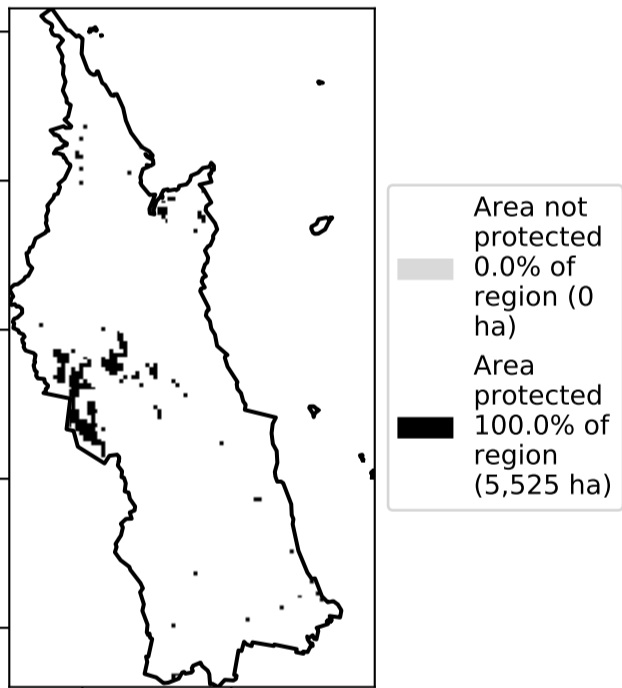 Area not
protected
0.0% of
region (0
ha)
Area
protected
100.0% of
region
(5,525 ha)